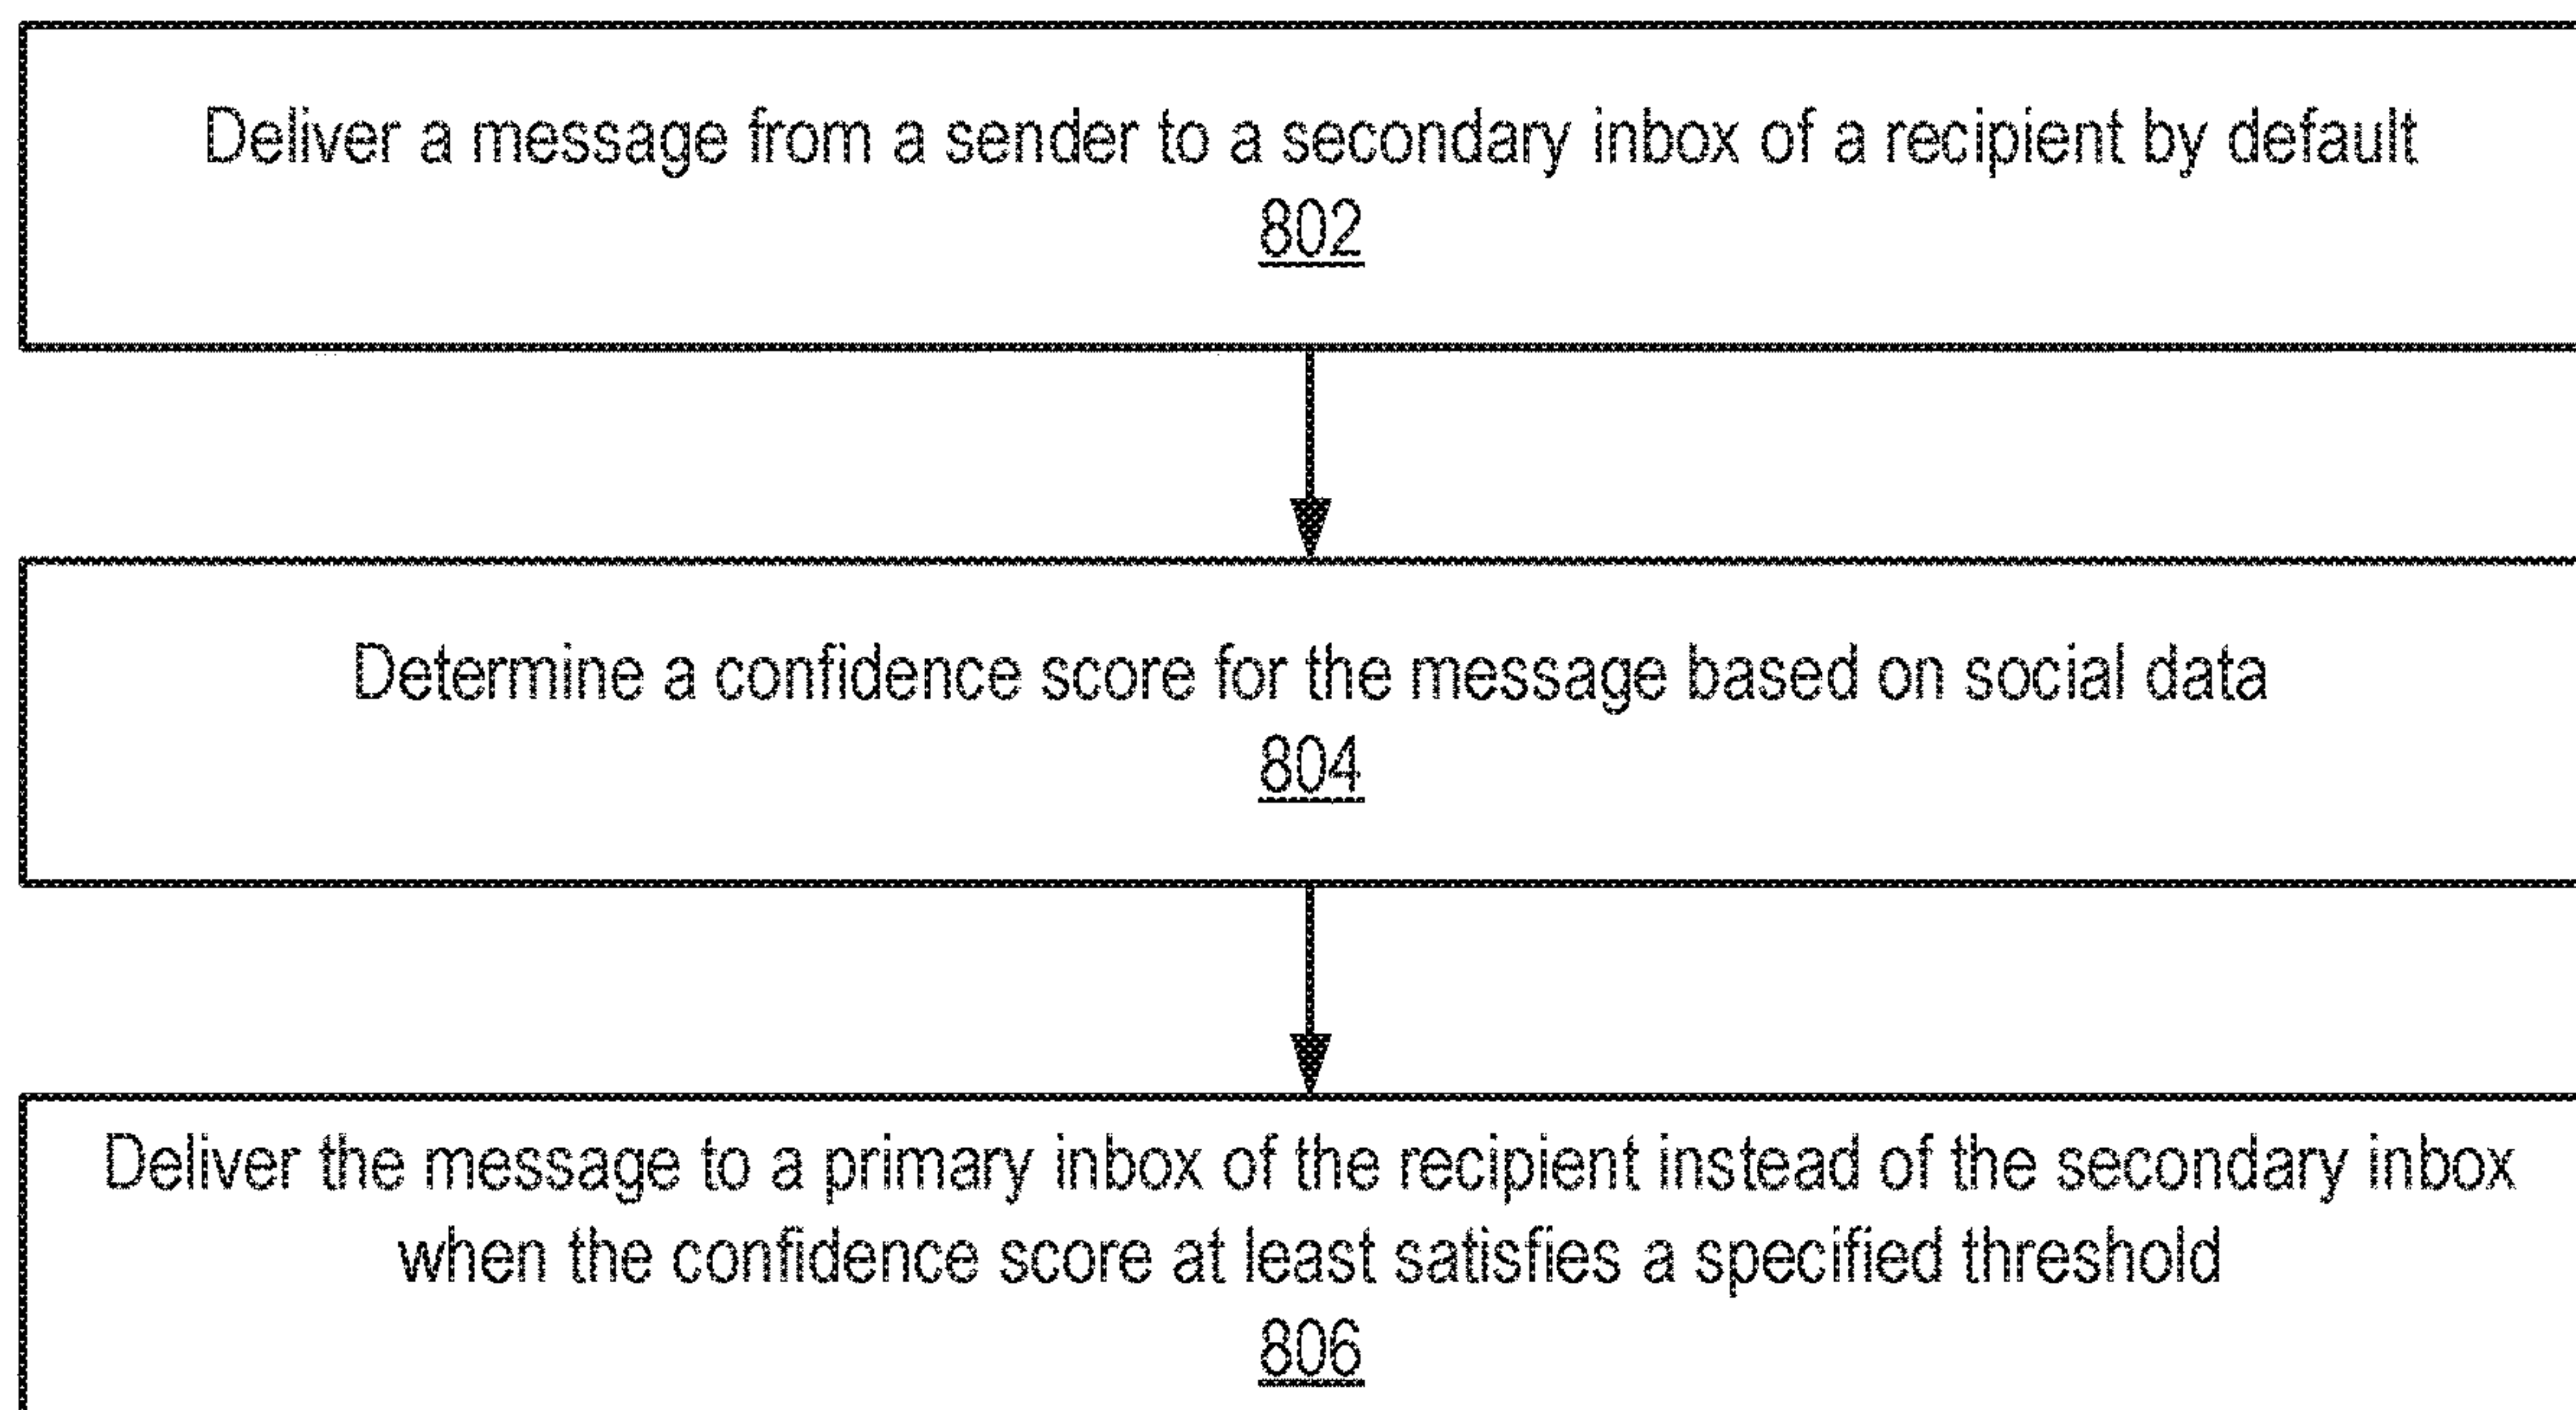 Deliver a message from a sender to a secondary inbox of a recipient by default
802
Determine a confidence score for the message based on social data
804
Deliver the message to a primary inbox of the recipient instead of the secondary inbox
when the confidence score at least satisfies a specified threshold
806